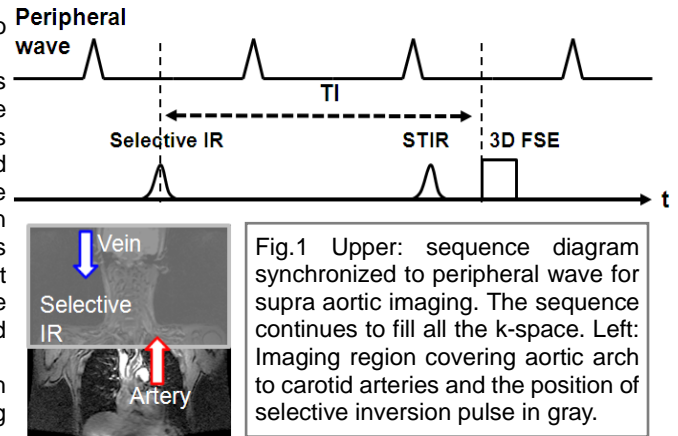 Peripheral
wave
TI
Selective IR
STIR
3D FSE
t
Vein
Selective
IR
Artery
Fig.1 Upper: sequence diagram
synchronized to peripheral wave for
supra aortic imaging. The sequence
continues to fill all the k-space. Left:
Imaging region covering aortic arch
to carotid arteries and the position of
selective inversion pulse in gray.